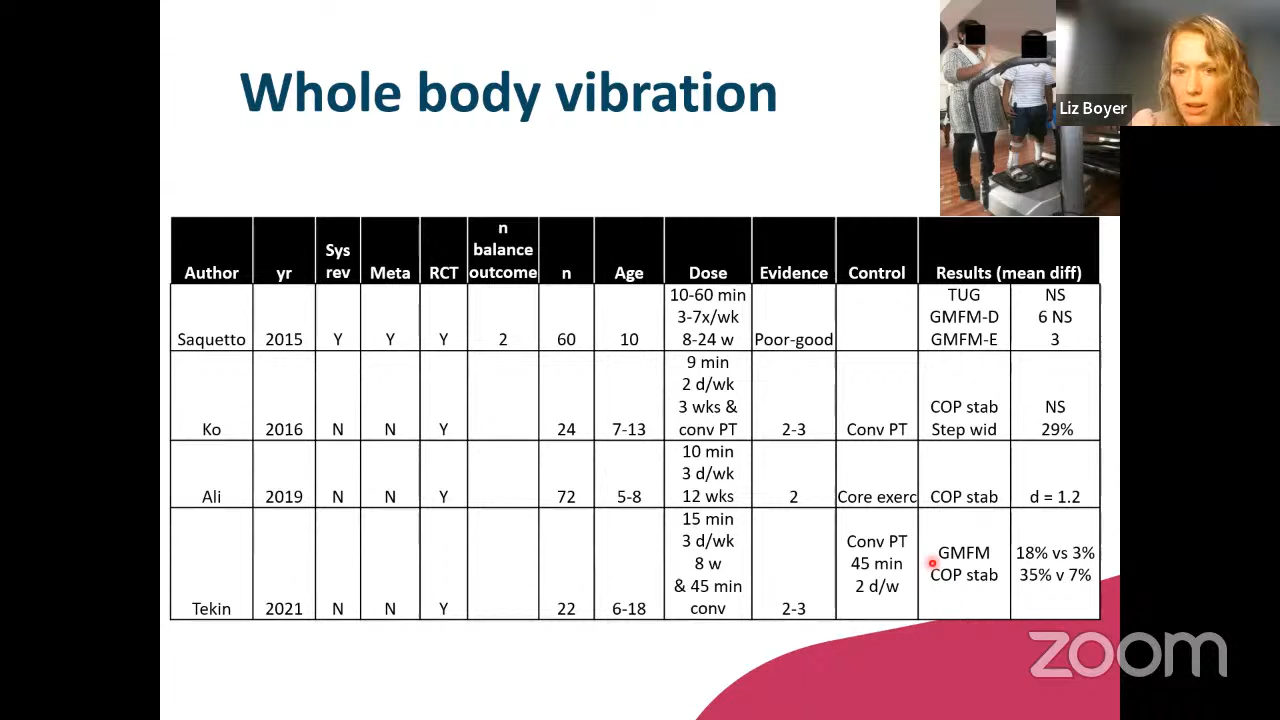 Whole body vibration
Liz Boyer
Author yr Sys rev Meta RCT n balance outcome n Age Dose Evidence Control Results (mean diff)
Saquetto 2015 Y Y Y 2 60 10 10-60 min 3-7x/wk 8-24 w Poor-good TUG NS GMFM-D 6 NS GMFM-E 3
Ko 2016 N N Y 24 7-13 9 min 2 d/wk 3 wks & conv PT 2-3 Conv PT COP stab NS Step wid 29%
Ali 2019 N N Y 72 5-8 10 min 3 d/wk 12 wks 2 Core exerc COP stab d = 1.2
Tekin 2021 N N Y 22 6-18 15 min 3 d/wk 8 w & 45 min conv 2-3 Conv PT 45 min 2 d/w GMFM 18% vs 3% COP stab 35% v 7%
zoom